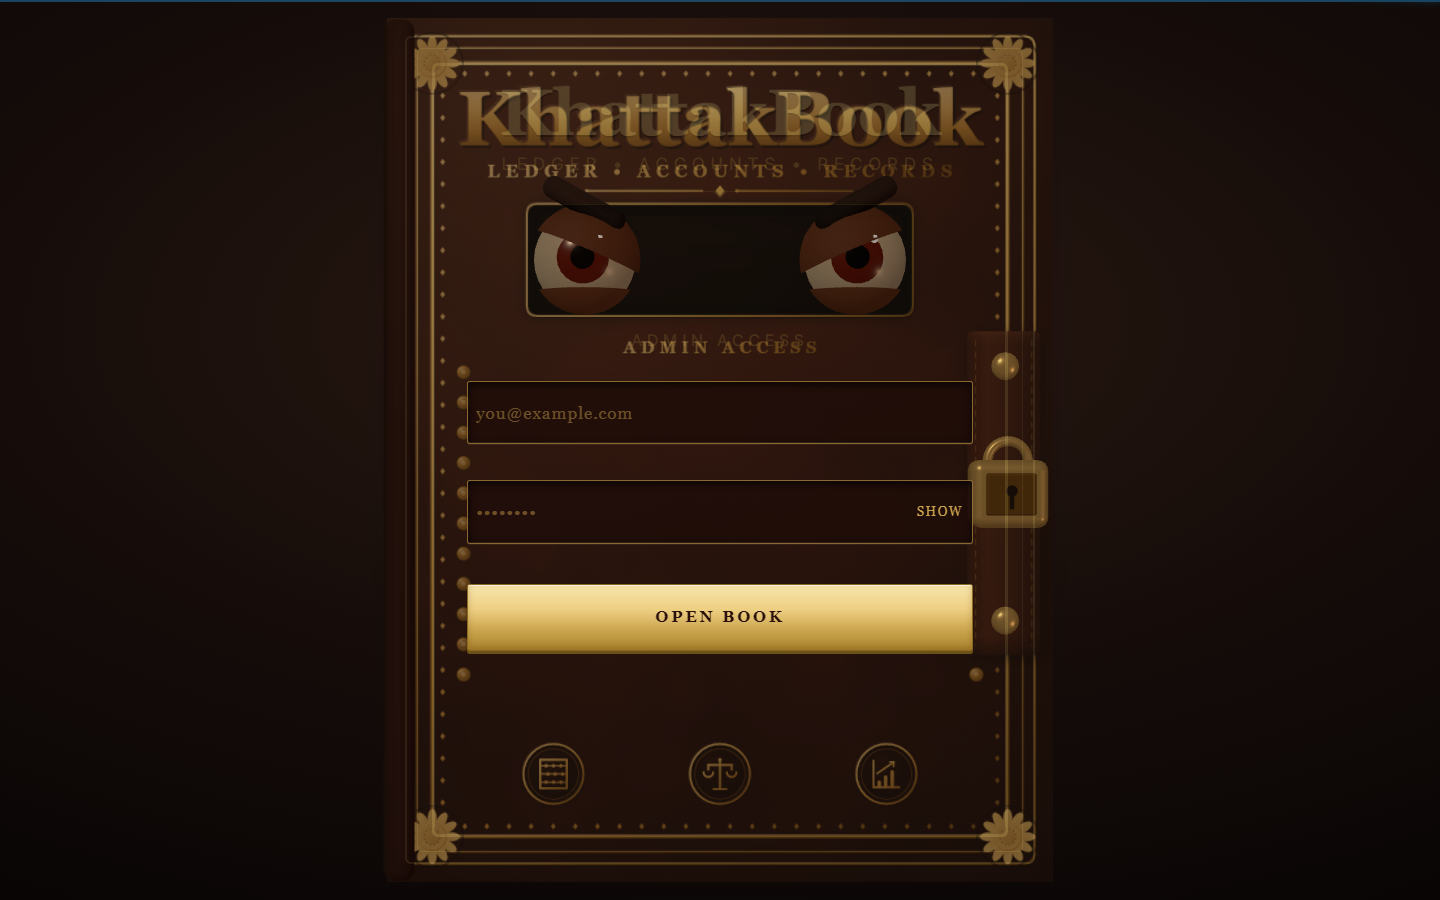 KhattakBook
LEDGER • ACCOUNTS • RECORDS
ADMIN ACCESS
you@example.com
SHOW
OPEN BOOK